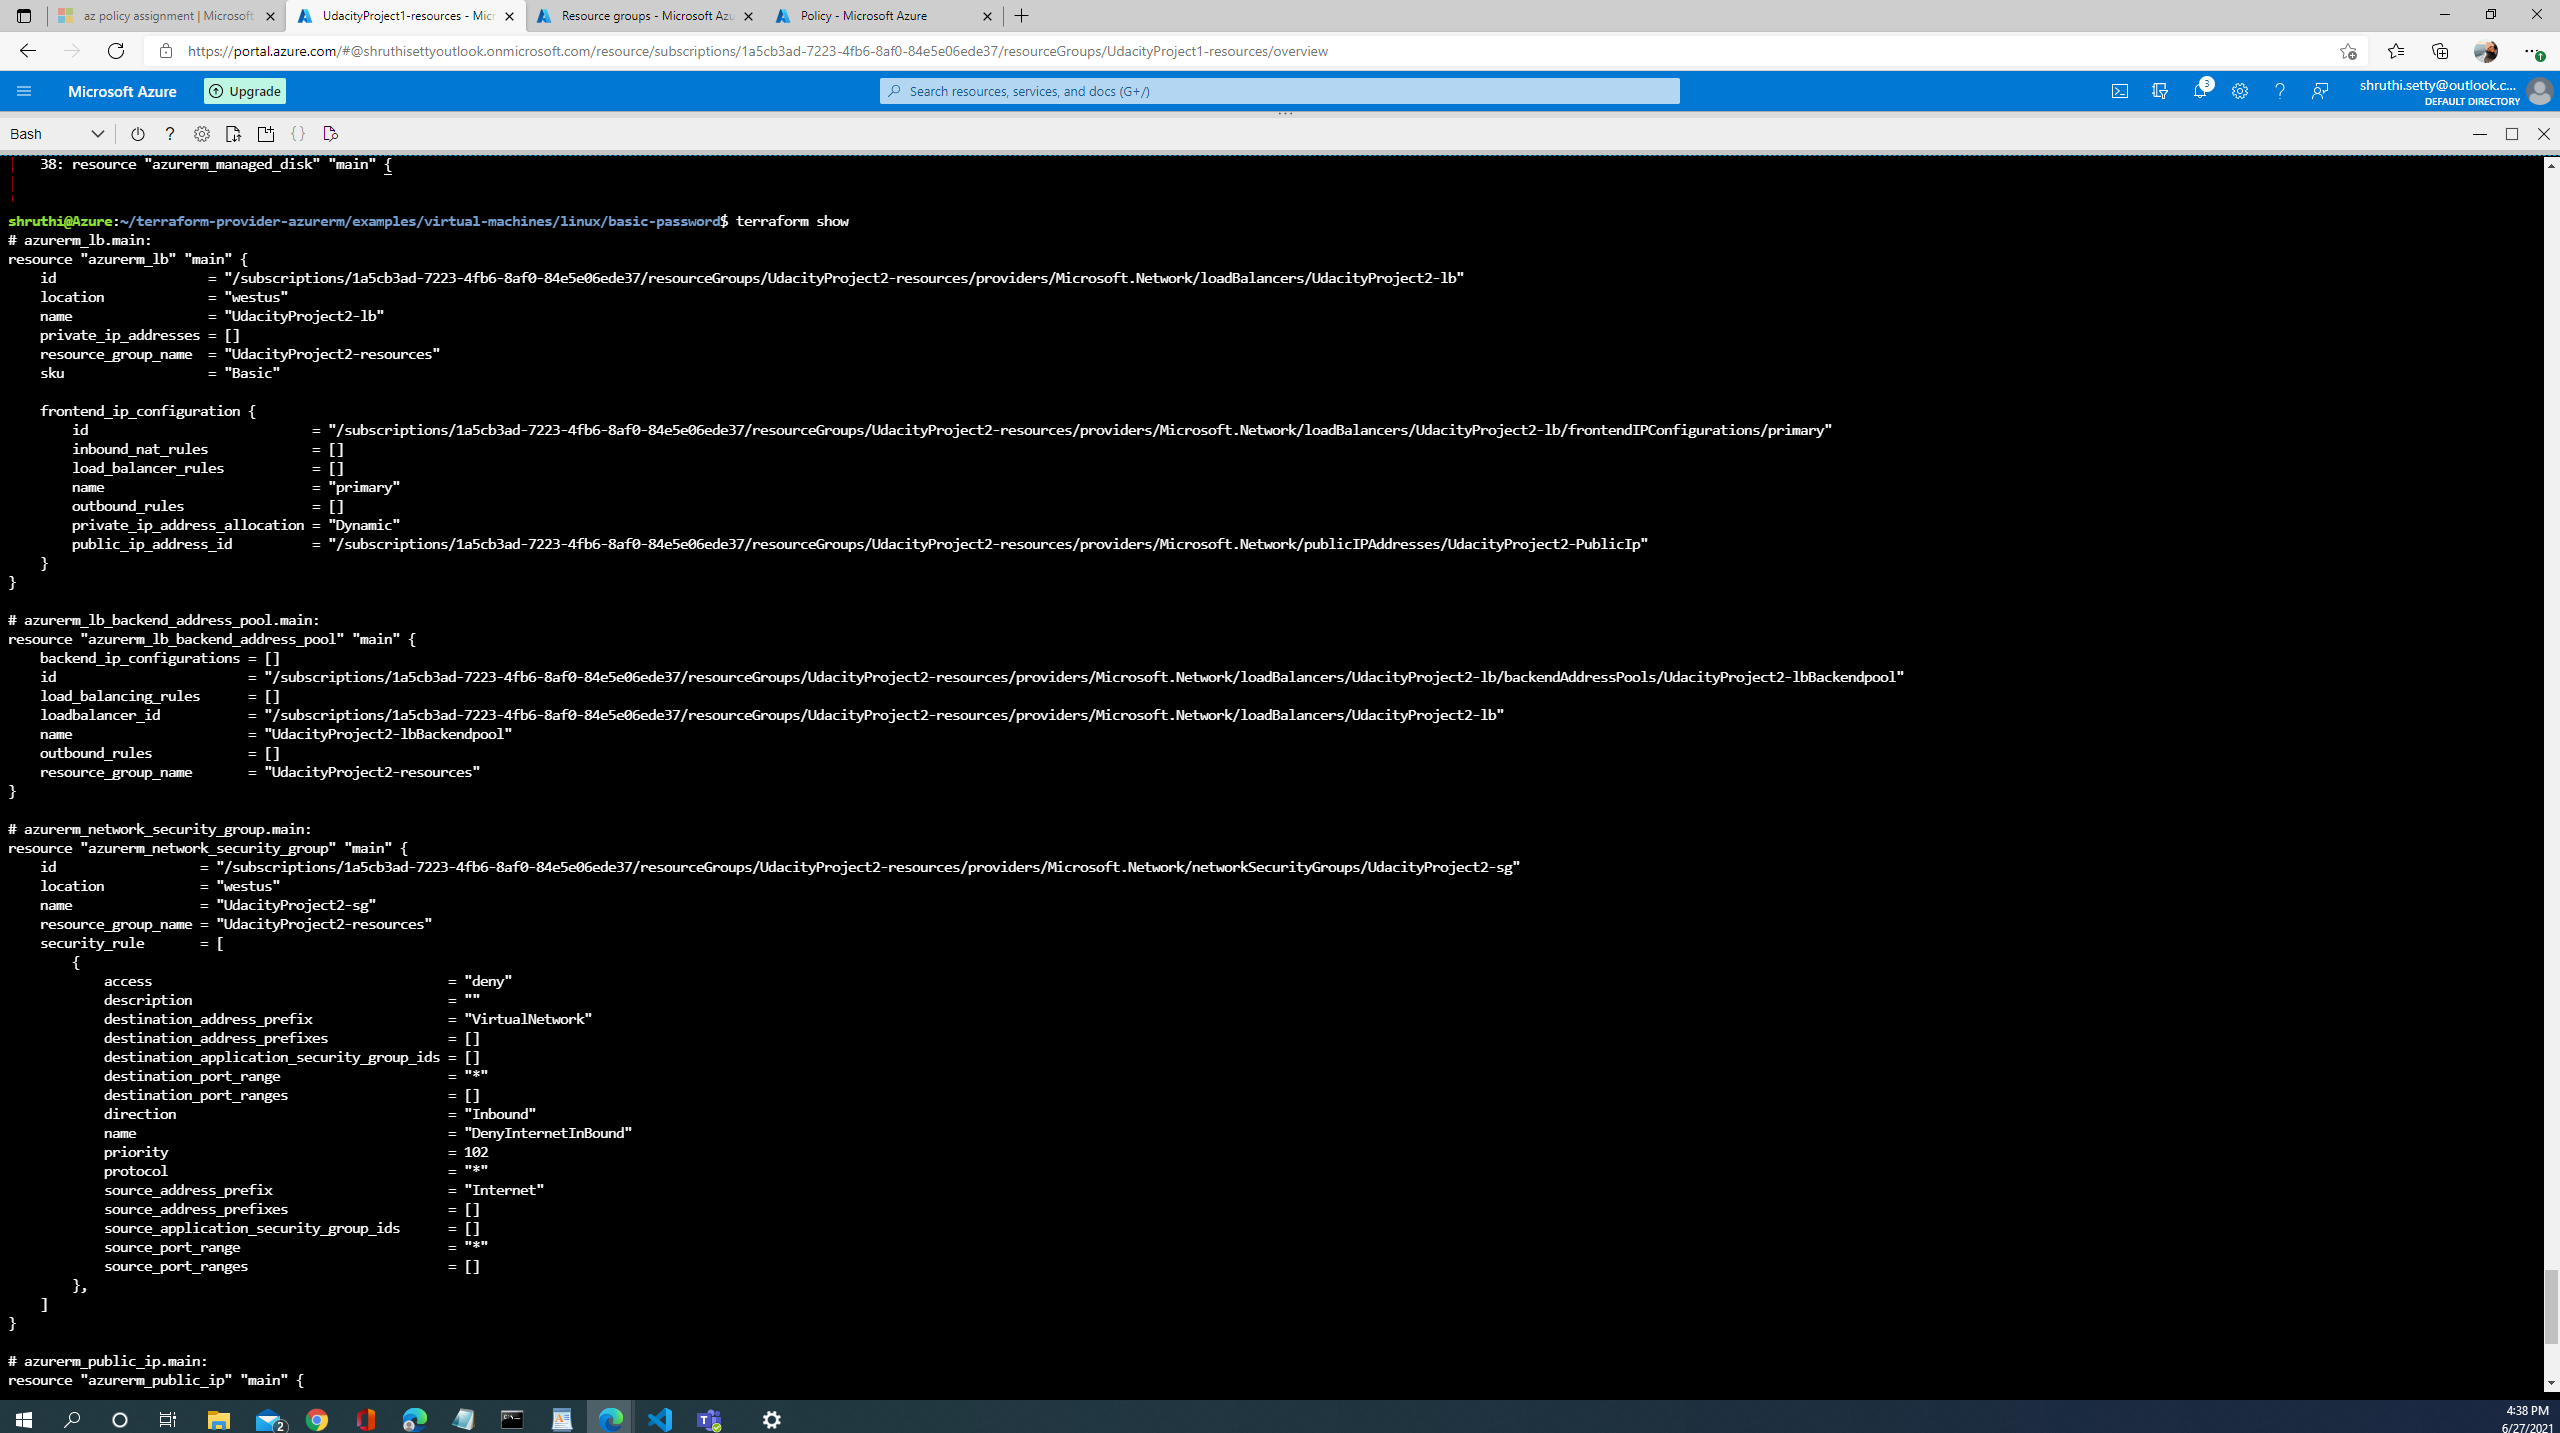 az policy assignment | Microsoft
UdacityProject1-resources - Micr
Resource groups - Microsoft Azu
Policy - Microsoft Azure
https://portal.azure.com/#@shruthisettyoutlook.onmicrosoft.com/resource/subscriptions/1a5cb3ad-7223-4fb6-8af0-84e5e06ede37/resourceGroups/UdacityProject1-resources/overview
Microsoft Azure
Upgrade
Search resources, services, and docs (G+/)
3
shruthi.setty@outlook.c...
DEFAULT DIRECTORY
Bash
38: resource "azurerm_managed_disk" "main" {
shruthi@Azure:~/terraform-provider-azurerm/examples/virtual-machines/linux/basic-password$ terraform show
# azurerm_lb.main:
resource "azurerm_lb" "main" {
id = "/subscriptions/1a5cb3ad-7223-4fb6-8af0-84e5e06ede37/resourceGroups/UdacityProject2-resources/providers/Microsoft.Network/loadBalancers/UdacityProject2-lb"
location = "westus"
name = "UdacityProject2-lb"
private_ip_addresses = []
resource_group_name = "UdacityProject2-resources"
sku = "Basic"
frontend_ip_configuration {
id = "/subscriptions/1a5cb3ad-7223-4fb6-8af0-84e5e06ede37/resourceGroups/UdacityProject2-resources/providers/Microsoft.Network/loadBalancers/UdacityProject2-lb/frontendIPConfigurations/primary"
inbound_nat_rules = []
load_balancer_rules = []
name = "primary"
outbound_rules = []
private_ip_address_allocation = "Dynamic"
public_ip_address_id = "/subscriptions/1a5cb3ad-7223-4fb6-8af0-84e5e06ede37/resourceGroups/UdacityProject2-resources/providers/Microsoft.Network/publicIPAddresses/UdacityProject2-PublicIp"
}
}
# azurerm_lb_backend_address_pool.main:
resource "azurerm_lb_backend_address_pool" "main" {
backend_ip_configurations = []
id = "/subscriptions/1a5cb3ad-7223-4fb6-8af0-84e5e06ede37/resourceGroups/UdacityProject2-resources/providers/Microsoft.Network/loadBalancers/UdacityProject2-lb/backendAddressPools/UdacityProject2-lbBackendpool"
load_balancing_rules = []
loadbalancer_id = "/subscriptions/1a5cb3ad-7223-4fb6-8af0-84e5e06ede37/resourceGroups/UdacityProject2-resources/providers/Microsoft.Network/loadBalancers/UdacityProject2-lb"
name = "UdacityProject2-lbBackendpool"
outbound_rules = []
resource_group_name = "UdacityProject2-resources"
}
# azurerm_network_security_group.main:
resource "azurerm_network_security_group" "main" {
id = "/subscriptions/1a5cb3ad-7223-4fb6-8af0-84e5e06ede37/resourceGroups/UdacityProject2-resources/providers/Microsoft.Network/networkSecurityGroups/UdacityProject2-sg"
location = "westus"
name = "UdacityProject2-sg"
resource_group_name = "UdacityProject2-resources"
security_rule = [
{
access = "deny"
description = ""
destination_address_prefix = "VirtualNetwork"
destination_address_prefixes = []
destination_application_security_group_ids = []
destination_port_range = "*"
destination_port_ranges = []
direction = "Inbound"
name = "DenyInternetInBound"
priority = 102
protocol = "*"
source_address_prefix = "Internet"
source_address_prefixes = []
source_application_security_group_ids = []
source_port_range = "*"
source_port_ranges = []
},
]
}
# azurerm_public_ip.main:
resource "azurerm_public_ip" "main" {
2
4:38 PM
6/27/2021